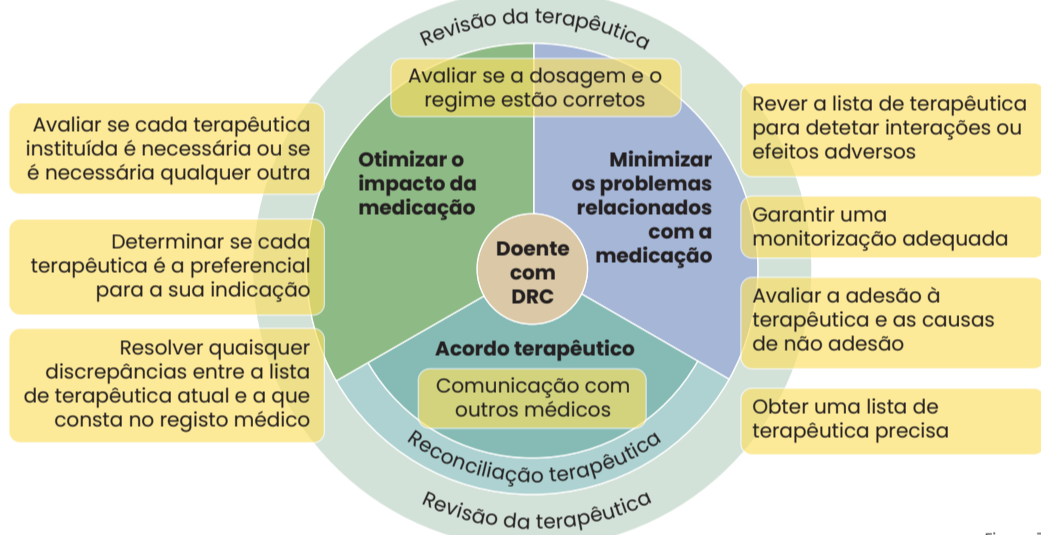 Revisão da terapêutica
Avaliar se a dosagem e o
regime estão corretos
Avaliar se cada terapêutica
instituída é necessária ou se
é necessária qualquer outra
Determinar se cada
terapêutica é a preferencial
para a sua indicação
Resolver quaisquer
discrepâncias entre a lista
de terapêutica atual e a que
consta no registo médico
Otimizar o
impacto da
medicação
Minimizar
os problemas
relacionados
com a
medicação
Doente
com
DRC
Acordo terapêutico
Comunicação com
outros médicos
Reconciliação terapêutica
Revisão da terapêutica
Rever a lista de terapêutica
para detetar interações ou
efeitos adversos
Garantir uma
monitorização adequada
Avaliar a adesão à
terapêutica e as causas
de não adesão
Obter uma lista de
terapêutica precisa